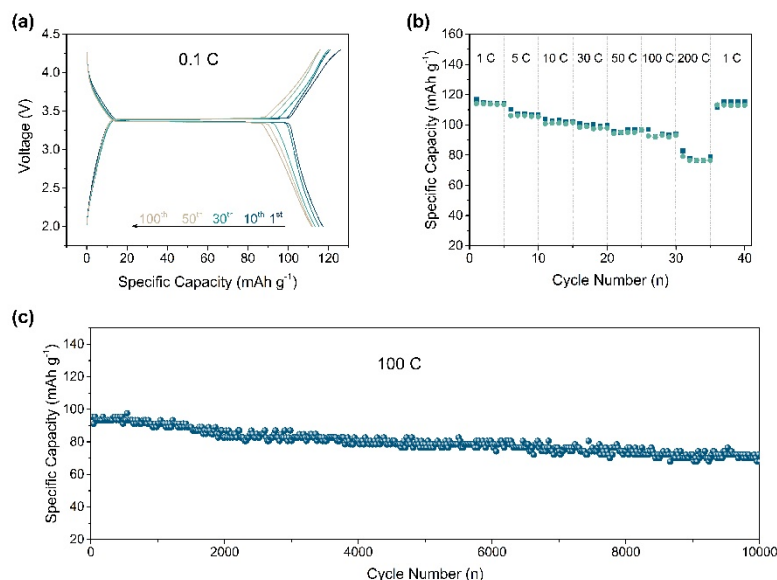 (a)
0.1 C
Voltage (V)
4.5
4.0
3.5
3.0
2.5
2.0
100th 50th 30th 10th 1st
0 20 40 60 80 100 120
Specific Capacity (mAh g-1)
(b)
1 C 5 C 10 C 30 C 50 C 100 C 200 C 1 C
Specific Capacity (mAh g-1)
160
140
120
100
80
60
40
20
0 10 20 30 40
Cycle Number (n)
(c)
100 C
Specific Capacity (mAh g-1)
140
120
100
80
60
40
20
0 2000 4000 6000 8000 10000
Cycle Number (n)